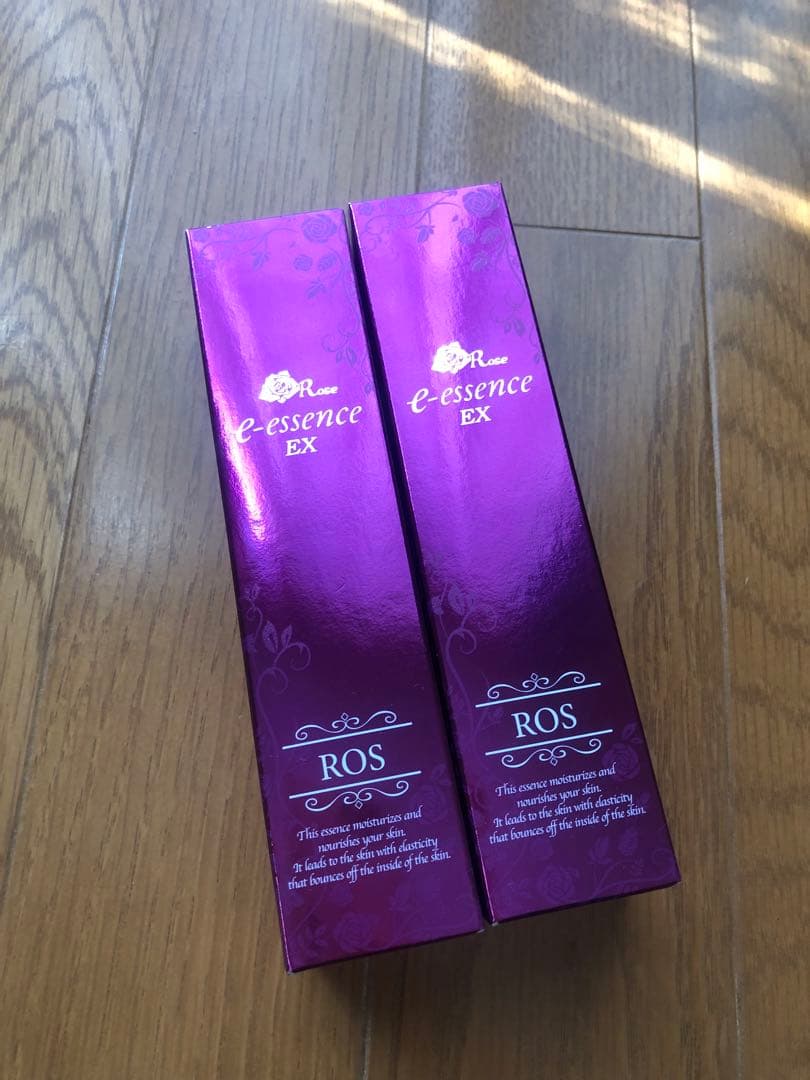 Rose
e-essence
EX
ROS
This essence moisturizes and
nourishes your skin.
It leads to the skin with elasticity
that bounces off the inside of the skin.
Rose
e-essence
EX
ROS
This essence moisturizes and
nourishes your skin.
It leads to the skin with elasticity
that bounces off the inside of the skin.